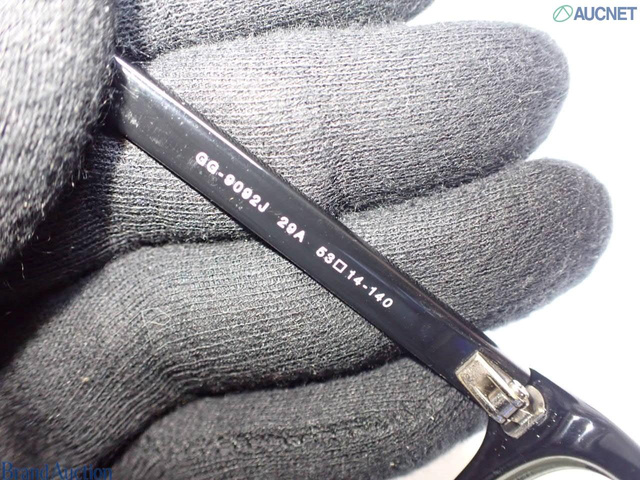 AUCNET
GG-9092J 29A 53□14-140
Brand Auction